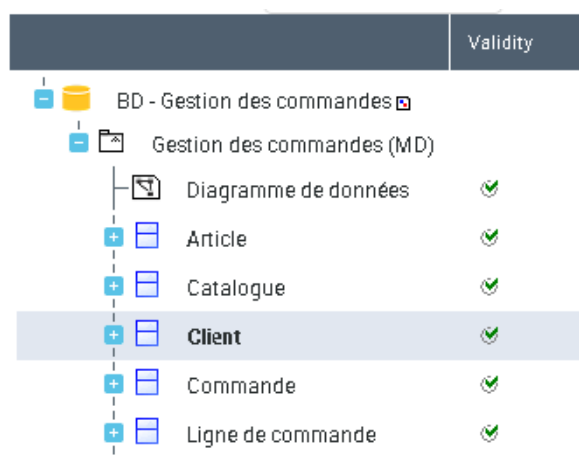 Validity
BD - Gestion des commandes
Gestion des commandes (MD)
Diagramme de données
Article
Catalogue
Client
Commande
Ligne de commande